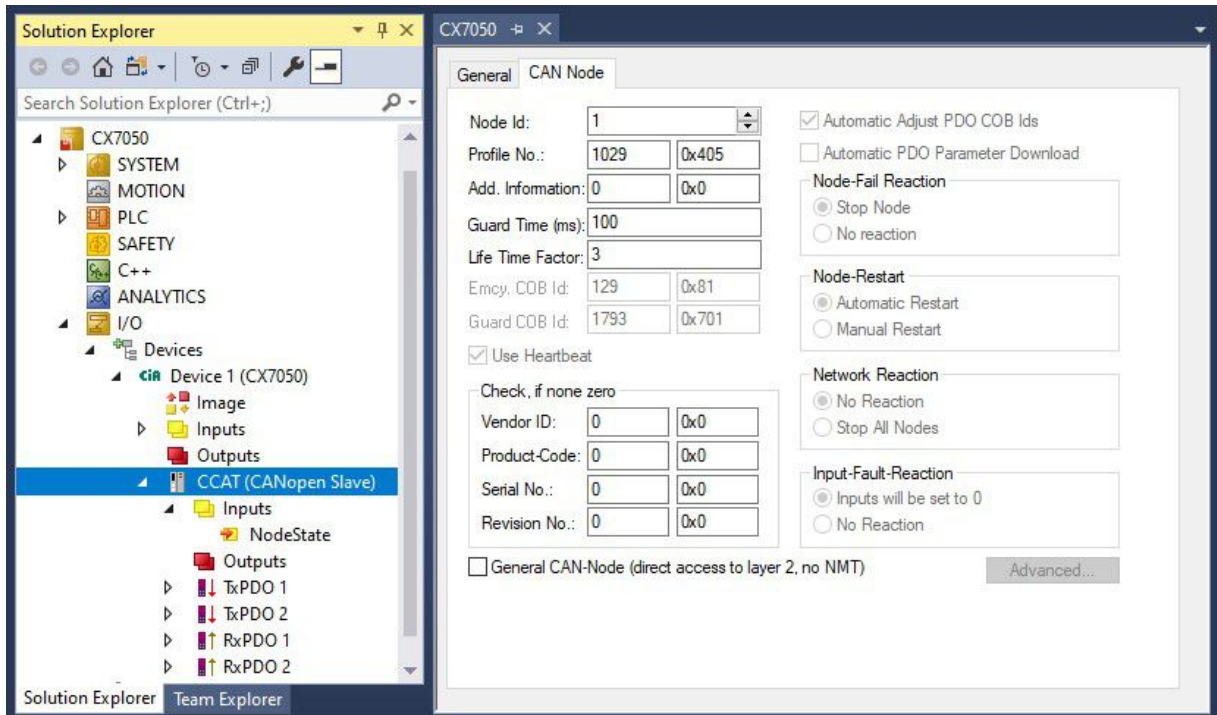 Solution Explorer
Search Solution Explorer (Ctrl+;)
CX7050
SYSTEM
MOTION
PLC
SAFETY
C++
ANALYTICS
I/O
Devices
Device 1 (CX7050)
Image
Inputs
Outputs
CCAT (CANopen Slave)
Inputs
NodeState
Outputs
TxPDO 1
TxPDO 2
RxPDO 1
RxPDO 2
Solution Explorer Team Explorer
CX7050
General CAN Node
Node Id: 1
Profile No.: 1029 0x405
Add. Information: 0 0x0
Guard Time (ms): 100
Life Time Factor: 3
Emcy. COB Id: 129 0x81
Guard COB Id: 1793 0x701
Use Heartbeat
Check, if none zero
Vendor ID: 0 0x0
Product-Code: 0 0x0
Serial No.: 0 0x0
Revision No.: 0 0x0
General CAN-Node (direct access to layer 2, no NMT)
Automatic Adjust PDO COB Ids
Automatic PDO Parameter Download
Node-Fail Reaction
Stop Node
No reaction
Node-Restart
Automatic Restart
Manual Restart
Network Reaction
No Reaction
Stop All Nodes
Input-Fault-Reaction
Inputs will be set to 0
No Reaction
Advanced...